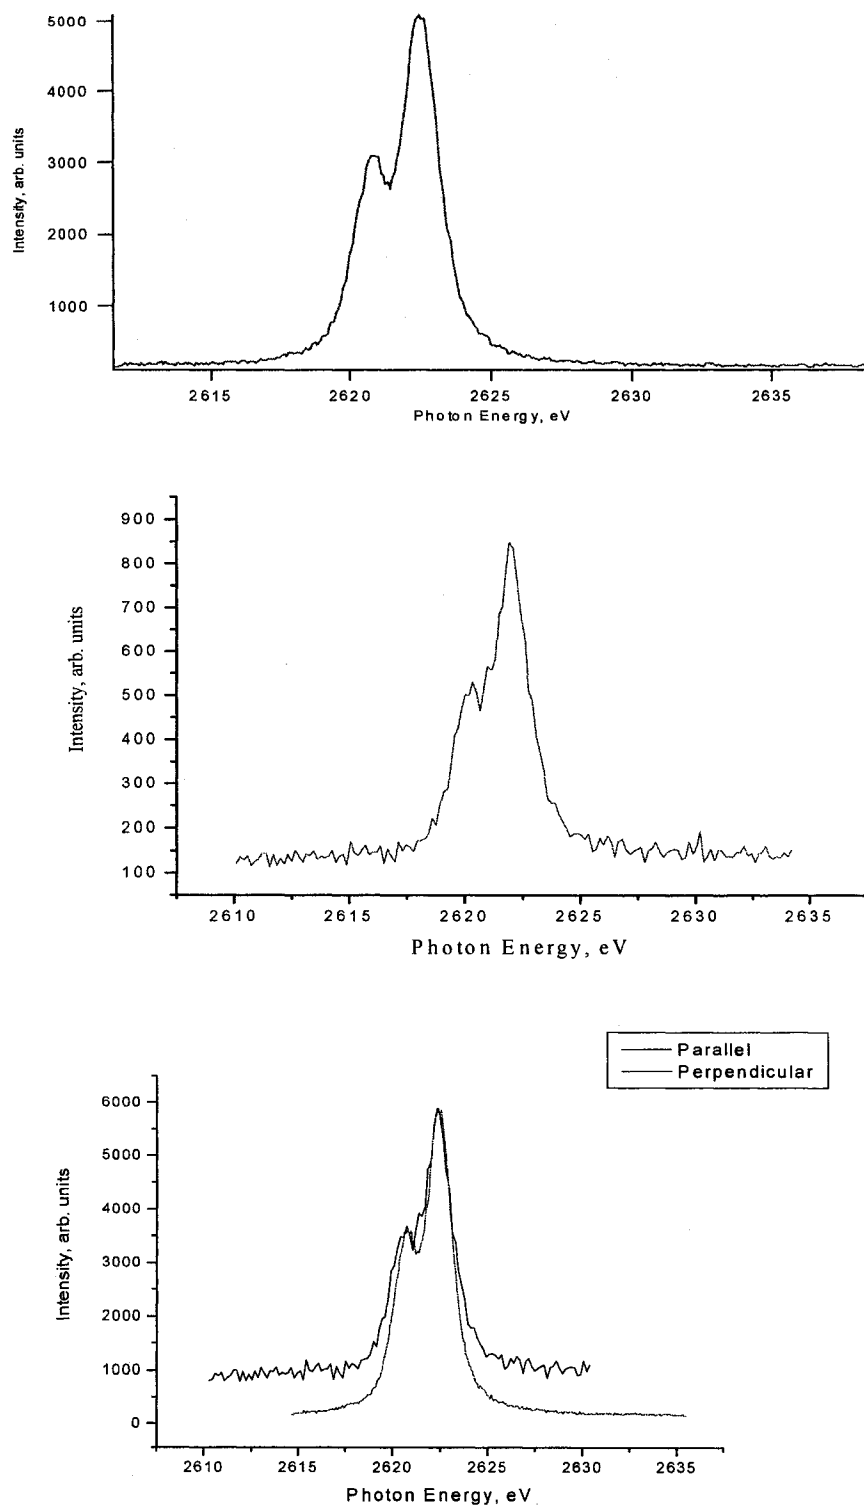 5000
4000
3000
2000
1000
Intensity, arb. units
2615 2620 2625 2630 2635
Photon Energy, eV
900
800
700
600
500
400
300
200
100
Intensity, arb. units
2610 2615 2620 2625 2630 2635
Photon Energy, eV
Parallel
Perpendicular
6000
5000
4000
3000
2000
1000
0
Intensity, arb. units
2610 2615 2620 2625 2630 2635
Photon Energy, eV